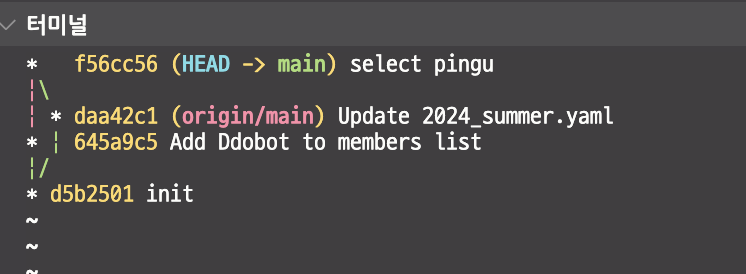 터미널
*   f56cc56 (HEAD -> main) select pingu
|\
| * daa42c1 (origin/main) Update 2024_summer.yaml
* | 645a9c5 Add Ddobot to members list
|/
* d5b2501 init
~
~
~